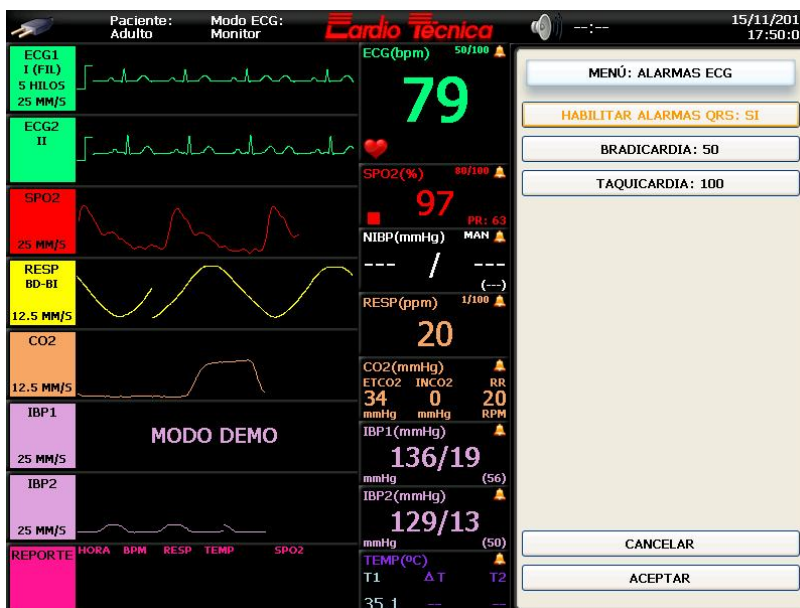 Paciente: Adulto
Modo ECG: Monitor
Cardio Técnica
--:--
15/11/201
17:50:0
ECG1
I (FIL)
5 HILOS
25 MM/S
ECG2
II
SPO2
25 MM/S
RESP
BD-BI
12.5 MM/S
CO2
12.5 MM/S
IBP1
25 MM/S
MODO DEMO
IBP2
25 MM/S
REPORTE
HORA BPM RESP TEMP SPO2
ECG(bpm) 50/100
79
SPO2(%) 80/100
97
PR: 63
NIBP(mmHg) MAN
--- / ---
(---)
RESP(ppm) 1/100
20
CO2(mmHg)
ETCO2 INCO2 RR
34 0 20
mmHg mmHg RPM
IBP1(mmHg)
136/19
mmHg (56)
IBP2(mmHg)
129/13
mmHg (50)
TEMP(ºC)
T1 ΔT T2
35.1 -- --
MENÚ: ALARMAS ECG
HABILITAR ALARMAS QRS: SI
BRADICARDIA: 50
TAQUICARDIA: 100
CANCELAR
ACEPTAR